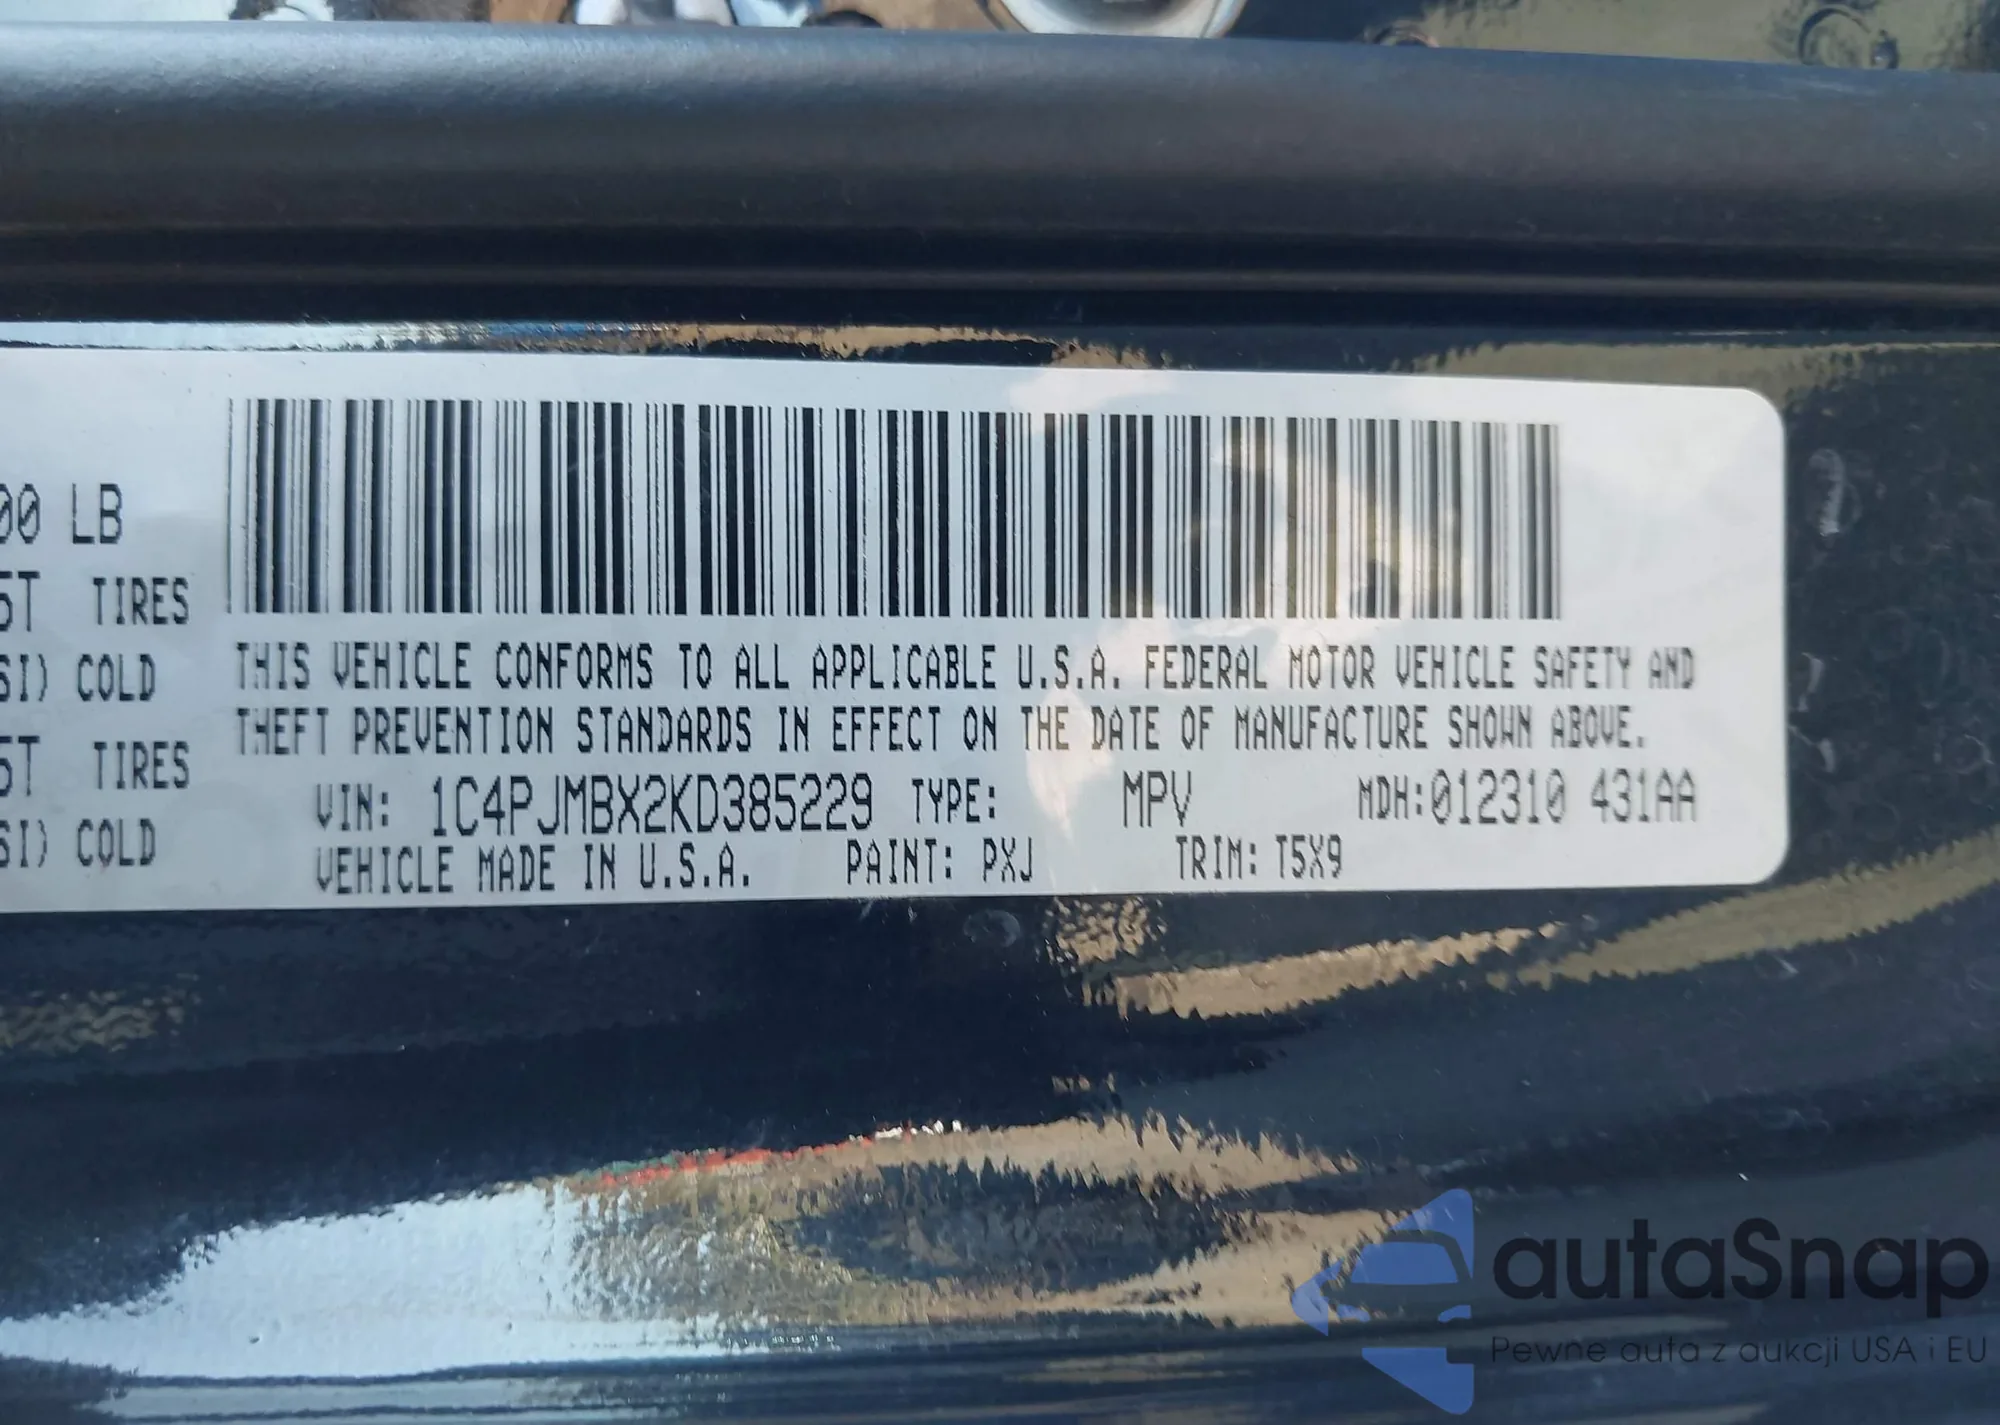 00 LB
5T TIRES
SI) COLD
5T TIRES
SI) COLD
THIS VEHICLE CONFORMS TO ALL APPLICABLE U.S.A. FEDERAL MOTOR VEHICLE SAFETY AND
THEFT PREVENTION STANDARDS IN EFFECT ON THE DATE OF MANUFACTURE SHOWN ABOVE.
VIN: 1C4PJMBX2KD385229 TYPE: MPV MDH:012310 431AA
VEHICLE MADE IN U.S.A. PAINT: PXJ TRIM: T5X9
autaSnap
Pewne auta z aukcji USA i EU